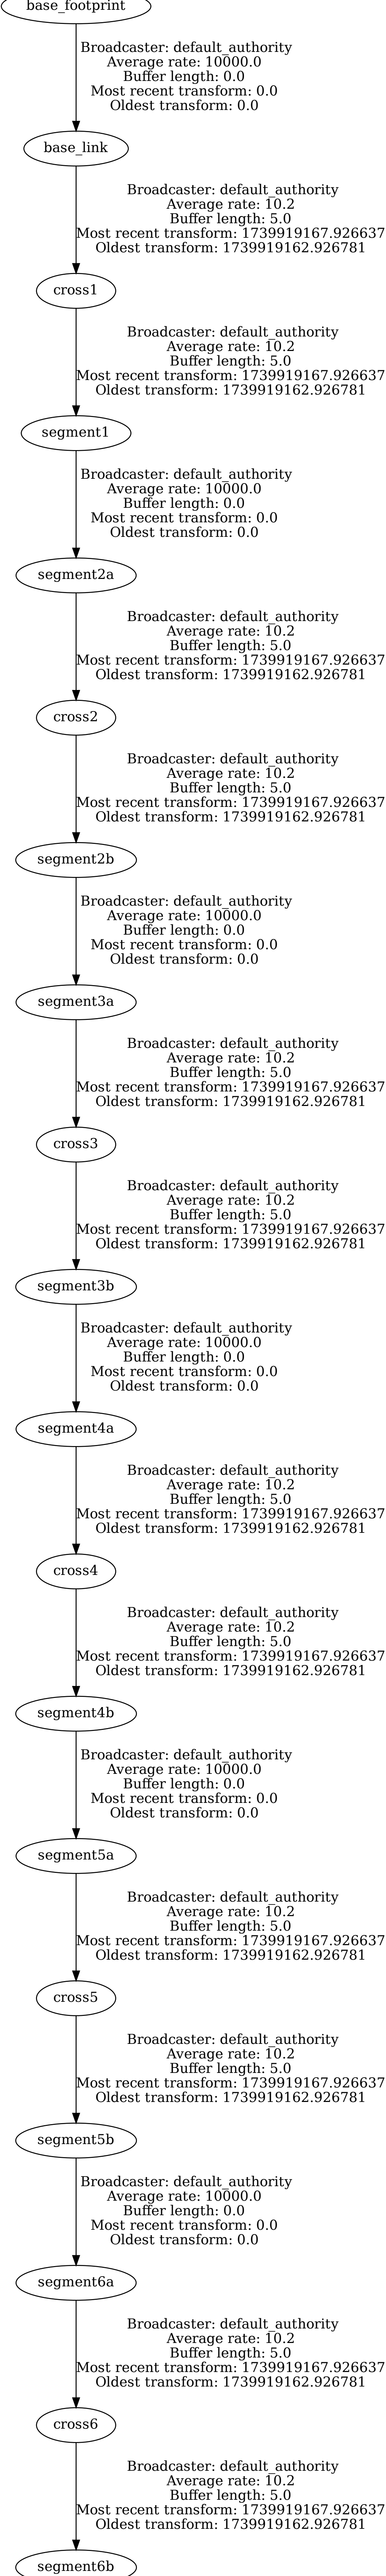 base_footprint
Broadcaster: default_authority
Average rate: 10000.0
Buffer length: 0.0
Most recent transform: 0.0
Oldest transform: 0.0
base_link
Broadcaster: default_authority
Average rate: 10.2
Buffer length: 5.0
Most recent transform: 1739919167.926637
Oldest transform: 1739919162.926781
cross1
Broadcaster: default_authority
Average rate: 10.2
Buffer length: 5.0
Most recent transform: 1739919167.926637
Oldest transform: 1739919162.926781
segment1
Broadcaster: default_authority
Average rate: 10000.0
Buffer length: 0.0
Most recent transform: 0.0
Oldest transform: 0.0
segment2a
Broadcaster: default_authority
Average rate: 10.2
Buffer length: 5.0
Most recent transform: 1739919167.926637
Oldest transform: 1739919162.926781
cross2
Broadcaster: default_authority
Average rate: 10.2
Buffer length: 5.0
Most recent transform: 1739919167.926637
Oldest transform: 1739919162.926781
segment2b
Broadcaster: default_authority
Average rate: 10000.0
Buffer length: 0.0
Most recent transform: 0.0
Oldest transform: 0.0
segment3a
Broadcaster: default_authority
Average rate: 10.2
Buffer length: 5.0
Most recent transform: 1739919167.926637
Oldest transform: 1739919162.926781
cross3
Broadcaster: default_authority
Average rate: 10.2
Buffer length: 5.0
Most recent transform: 1739919167.926637
Oldest transform: 1739919162.926781
segment3b
Broadcaster: default_authority
Average rate: 10000.0
Buffer length: 0.0
Most recent transform: 0.0
Oldest transform: 0.0
segment4a
Broadcaster: default_authority
Average rate: 10.2
Buffer length: 5.0
Most recent transform: 1739919167.926637
Oldest transform: 1739919162.926781
cross4
Broadcaster: default_authority
Average rate: 10.2
Buffer length: 5.0
Most recent transform: 1739919167.926637
Oldest transform: 1739919162.926781
segment4b
Broadcaster: default_authority
Average rate: 10000.0
Buffer length: 0.0
Most recent transform: 0.0
Oldest transform: 0.0
segment5a
Broadcaster: default_authority
Average rate: 10.2
Buffer length: 5.0
Most recent transform: 1739919167.926637
Oldest transform: 1739919162.926781
cross5
Broadcaster: default_authority
Average rate: 10.2
Buffer length: 5.0
Most recent transform: 1739919167.926637
Oldest transform: 1739919162.926781
segment5b
Broadcaster: default_authority
Average rate: 10000.0
Buffer length: 0.0
Most recent transform: 0.0
Oldest transform: 0.0
segment6a
Broadcaster: default_authority
Average rate: 10.2
Buffer length: 5.0
Most recent transform: 1739919167.926637
Oldest transform: 1739919162.926781
cross6
Broadcaster: default_authority
Average rate: 10.2
Buffer length: 5.0
Most recent transform: 1739919167.926637
Oldest transform: 1739919162.926781
segment6b